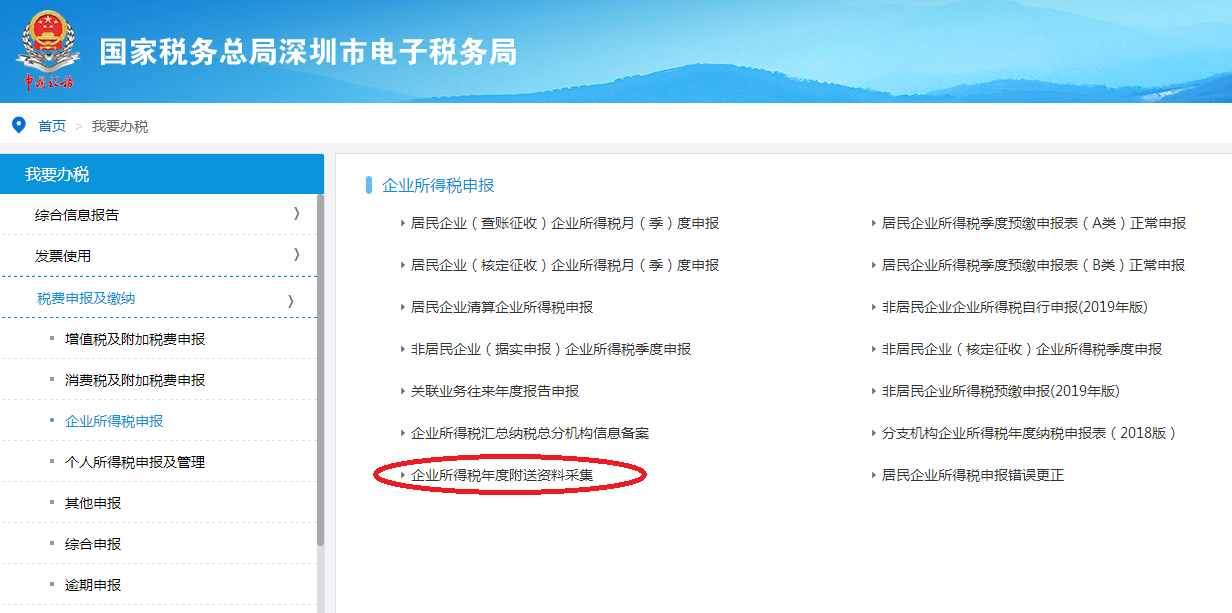 国家税务总局深圳市电子税务局
中国税务
首页 > 我要办税
我要办税
综合信息报告
发票使用
税费申报及缴纳
增值税及附加税费申报
消费税及附加税费申报
企业所得税申报
个人所得税申报及管理
其他申报
综合申报
逾期申报
企业所得税申报
居民企业（查账征收）企业所得税月（季）度申报
居民企业所得税季度预缴申报表（A类）正常申报
居民企业（核定征收）企业所得税月（季）度申报
居民企业所得税季度预缴申报表（B类）正常申报
居民企业清算企业所得税申报
非居民企业企业所得税自行申报(2019年版)
非居民企业（据实申报）企业所得税季度申报
非居民企业（核定征收）企业所得税季度申报
关联业务往来年度报告申报
非居民企业所得税预缴申报(2019年版)
企业所得税汇总纳税总分机构信息备案
分支机构企业所得税年度纳税申报表（2018版）
企业所得税年度附送资料采集
居民企业所得税申报错误更正